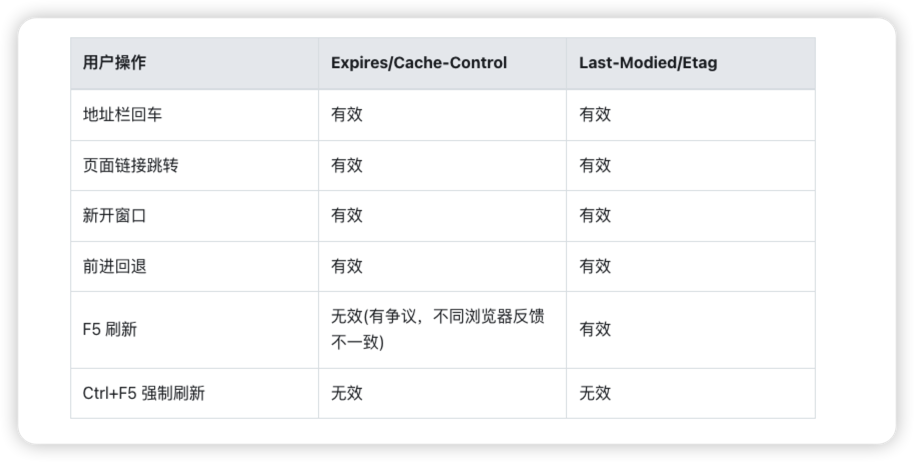 用户操作 Expires/Cache-Control Last-Modied/Etag
地址栏回车 有效 有效
页面链接跳转 有效 有效
新开窗口 有效 有效
前进回退 有效 有效
F5 刷新 无效(有争议，不同浏览器反馈 有效
不一致)
Ctrl+F5 强制刷新 无效 无效